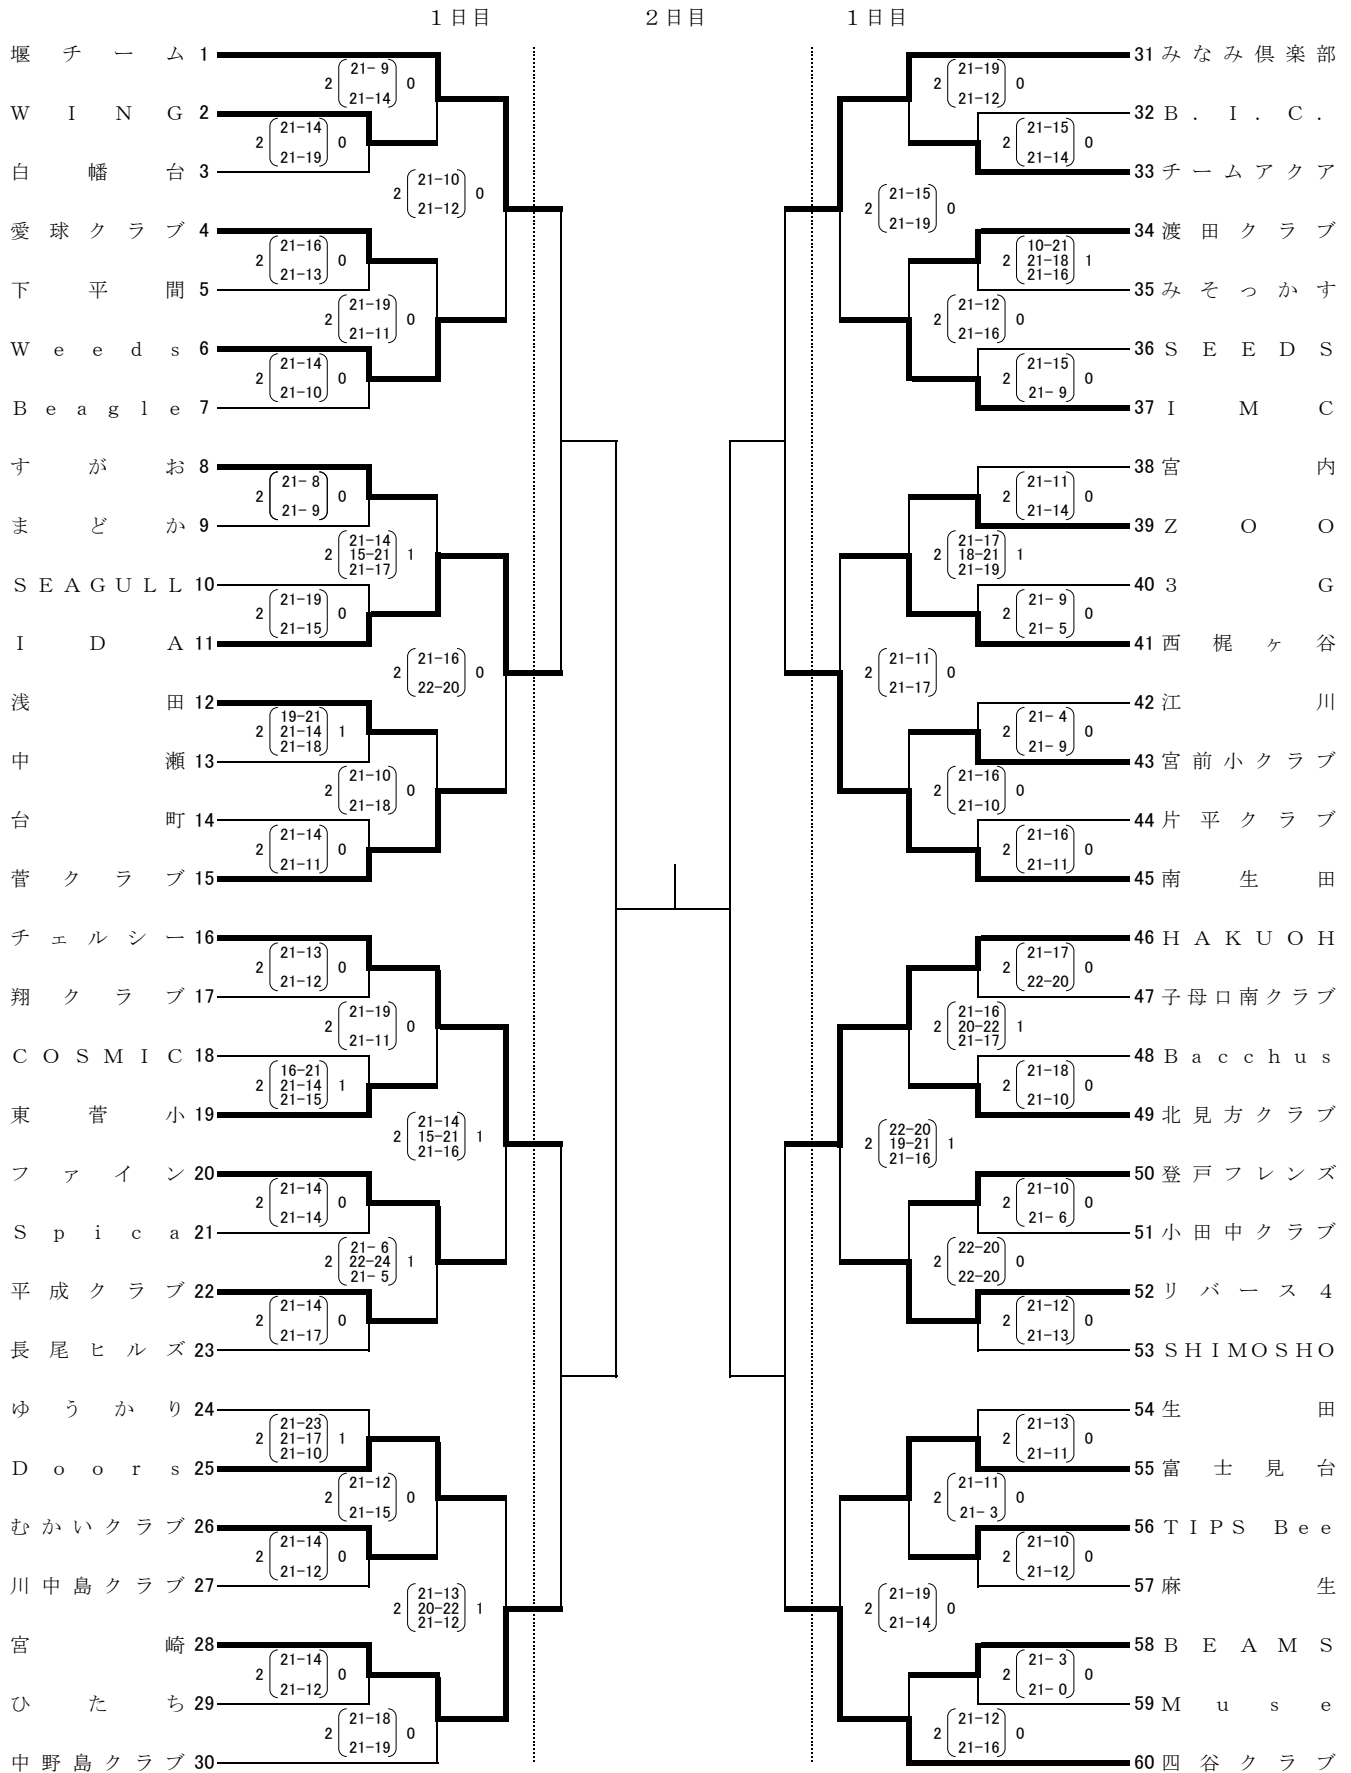 １日目 ２日目 １日目
堰チーム 1
21- 9
2 0
21-14
WING 2
21-14
2 0
21-19
白幡台 3
21-10
2 0
21-12
愛球クラブ 4
21-16
2 0
21-13
下平間 5
21-19
2 0
21-11
Weeds 6
21-14
2 0
21-10
Beagle 7
すがお 8
21- 8
2 0
21- 9
まどか 9
21-14
2 15-21 1
21-17
SEAGULL 10
21-19
2 0
21-15
IDA 11
21-16
2 0
22-20
浅田 12
19-21
2 21-14 1
21-18
中瀬 13
21-10
2 0
21-18
台町 14
21-14
2 0
21-11
菅クラブ 15
チェルシー 16
21-13
2 0
21-12
翔クラブ 17
21-19
2 0
21-11
COSMIC 18
16-21
2 21-14 1
21-15
東菅小 19
21-14
2 15-21 1
21-16
ファイン 20
21-14
2 0
21-14
Spica 21
21- 6
2 22-24 1
21- 5
平成クラブ 22
21-14
2 0
21-17
長尾ヒルズ 23
ゆうかり 24
21-23
2 21-17 1
21-10
Doors 25
21-12
2 0
21-15
むかいクラブ 26
21-14
2 0
21-12
川中島クラブ 27
21-13
2 20-22 1
21-12
宮崎 28
21-14
2 0
21-12
ひたち 29
21-18
2 0
21-19
中野島クラブ 30
31 みなみ倶楽部
21-19
2 0
21-12
32 B.I.C.
21-15
2 0
21-14
33 チームアクア
21-15
2 0
21-19
34 渡田クラブ
10-21
2 21-18 1
21-16
35 みそっかす
21-12
2 0
21-16
36 SEEDS
21-15
2 0
21- 9
37 IMC
38 宮内
21-11
2 0
21-14
39 ZOO
21-17
2 18-21 1
21-19
40 3G
21- 9
2 0
21- 5
41 西梶ヶ谷
21-11
2 0
21-17
42 江川
21- 4
2 0
21- 9
43 宮前小クラブ
21-16
2 0
21-10
44 片平クラブ
21-16
2 0
21-11
45 南生田
46 HAKUOH
21-17
2 0
22-20
47 子母口南クラブ
21-16
2 20-22 1
21-17
48 Bacchus
21-18
2 0
21-10
49 北見方クラブ
22-20
2 19-21 1
21-16
50 登戸フレンズ
21-10
2 0
21- 6
51 小田中クラブ
22-20
2 0
22-20
52 リバース４
21-12
2 0
21-13
53 SHIMOSHO
54 生田
21-13
2 0
21-11
55 富士見台
21-11
2 0
21- 3
56 TIPS Bee
21-10
2 0
21-12
57 麻生
21-19
2 0
21-14
58 BEAMS
21- 3
2 0
21- 0
59 Muse
21-12
2 0
21-16
60 四谷クラブ